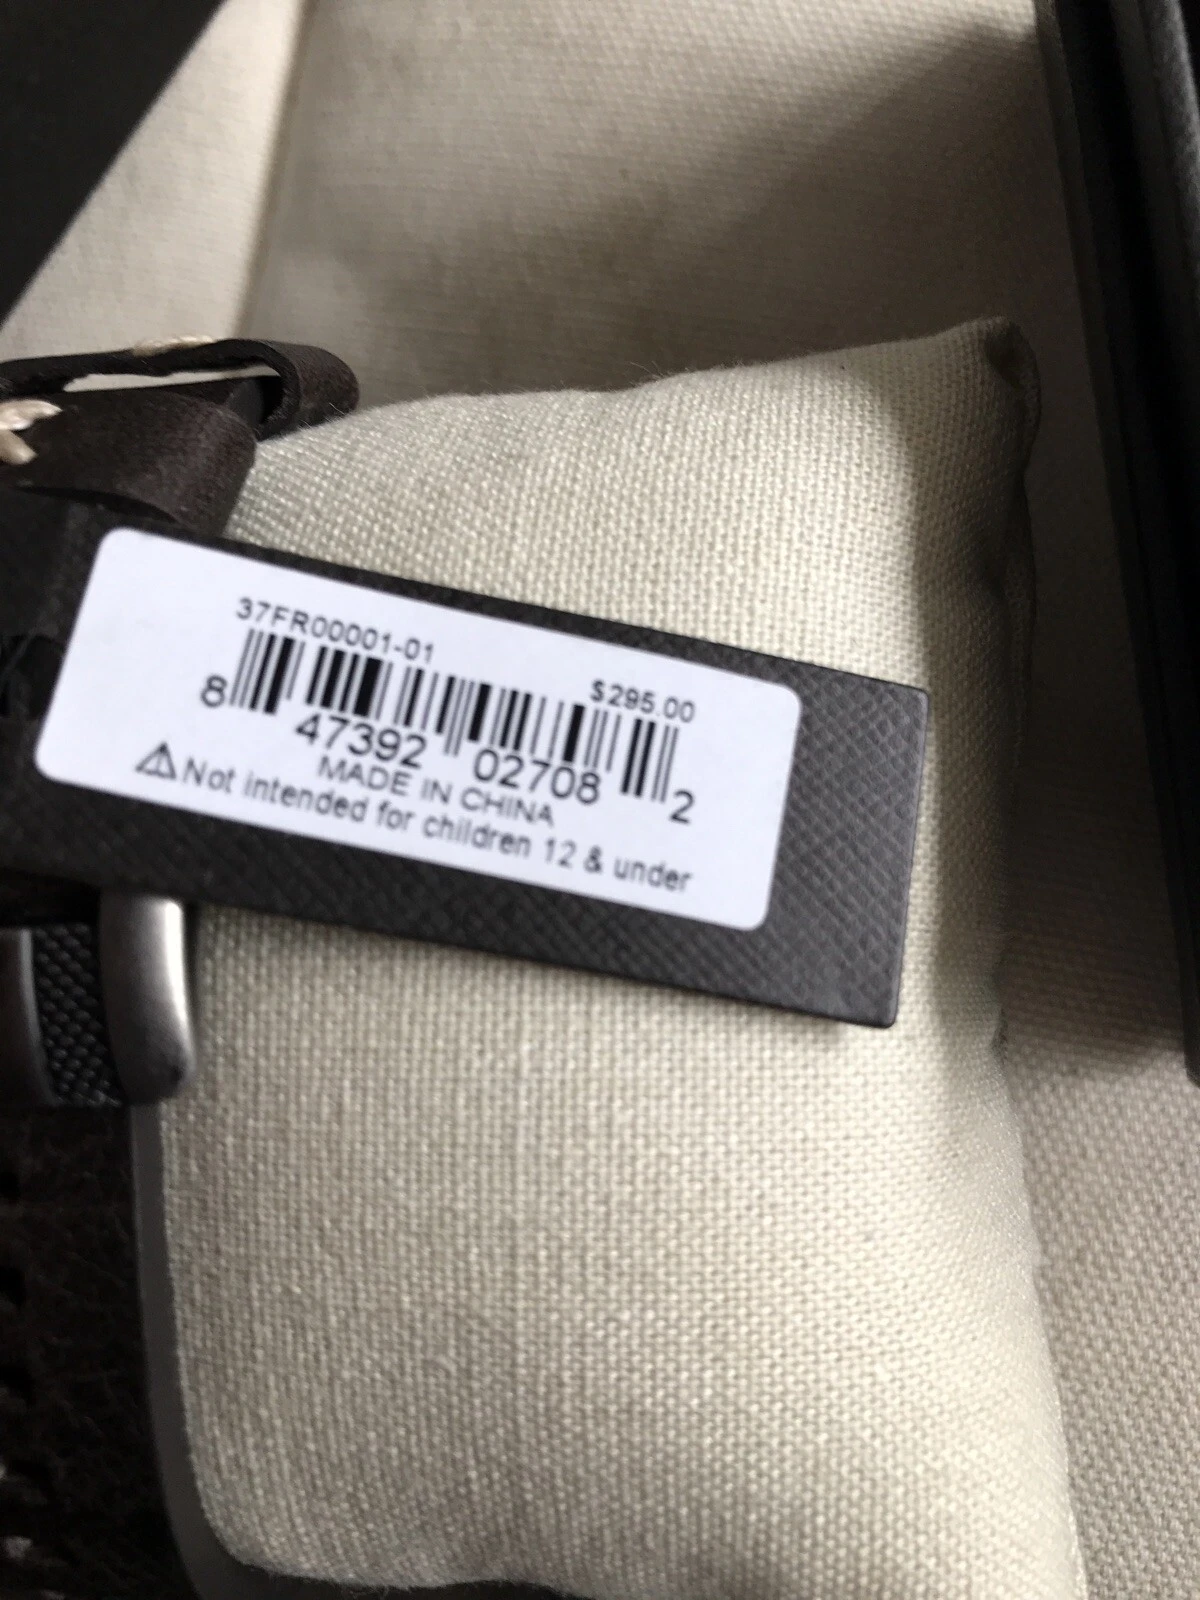 37FR00001-01
$295.00
8 47392 02708 2
MADE IN CHINA
⚠Not intended for children 12 & under